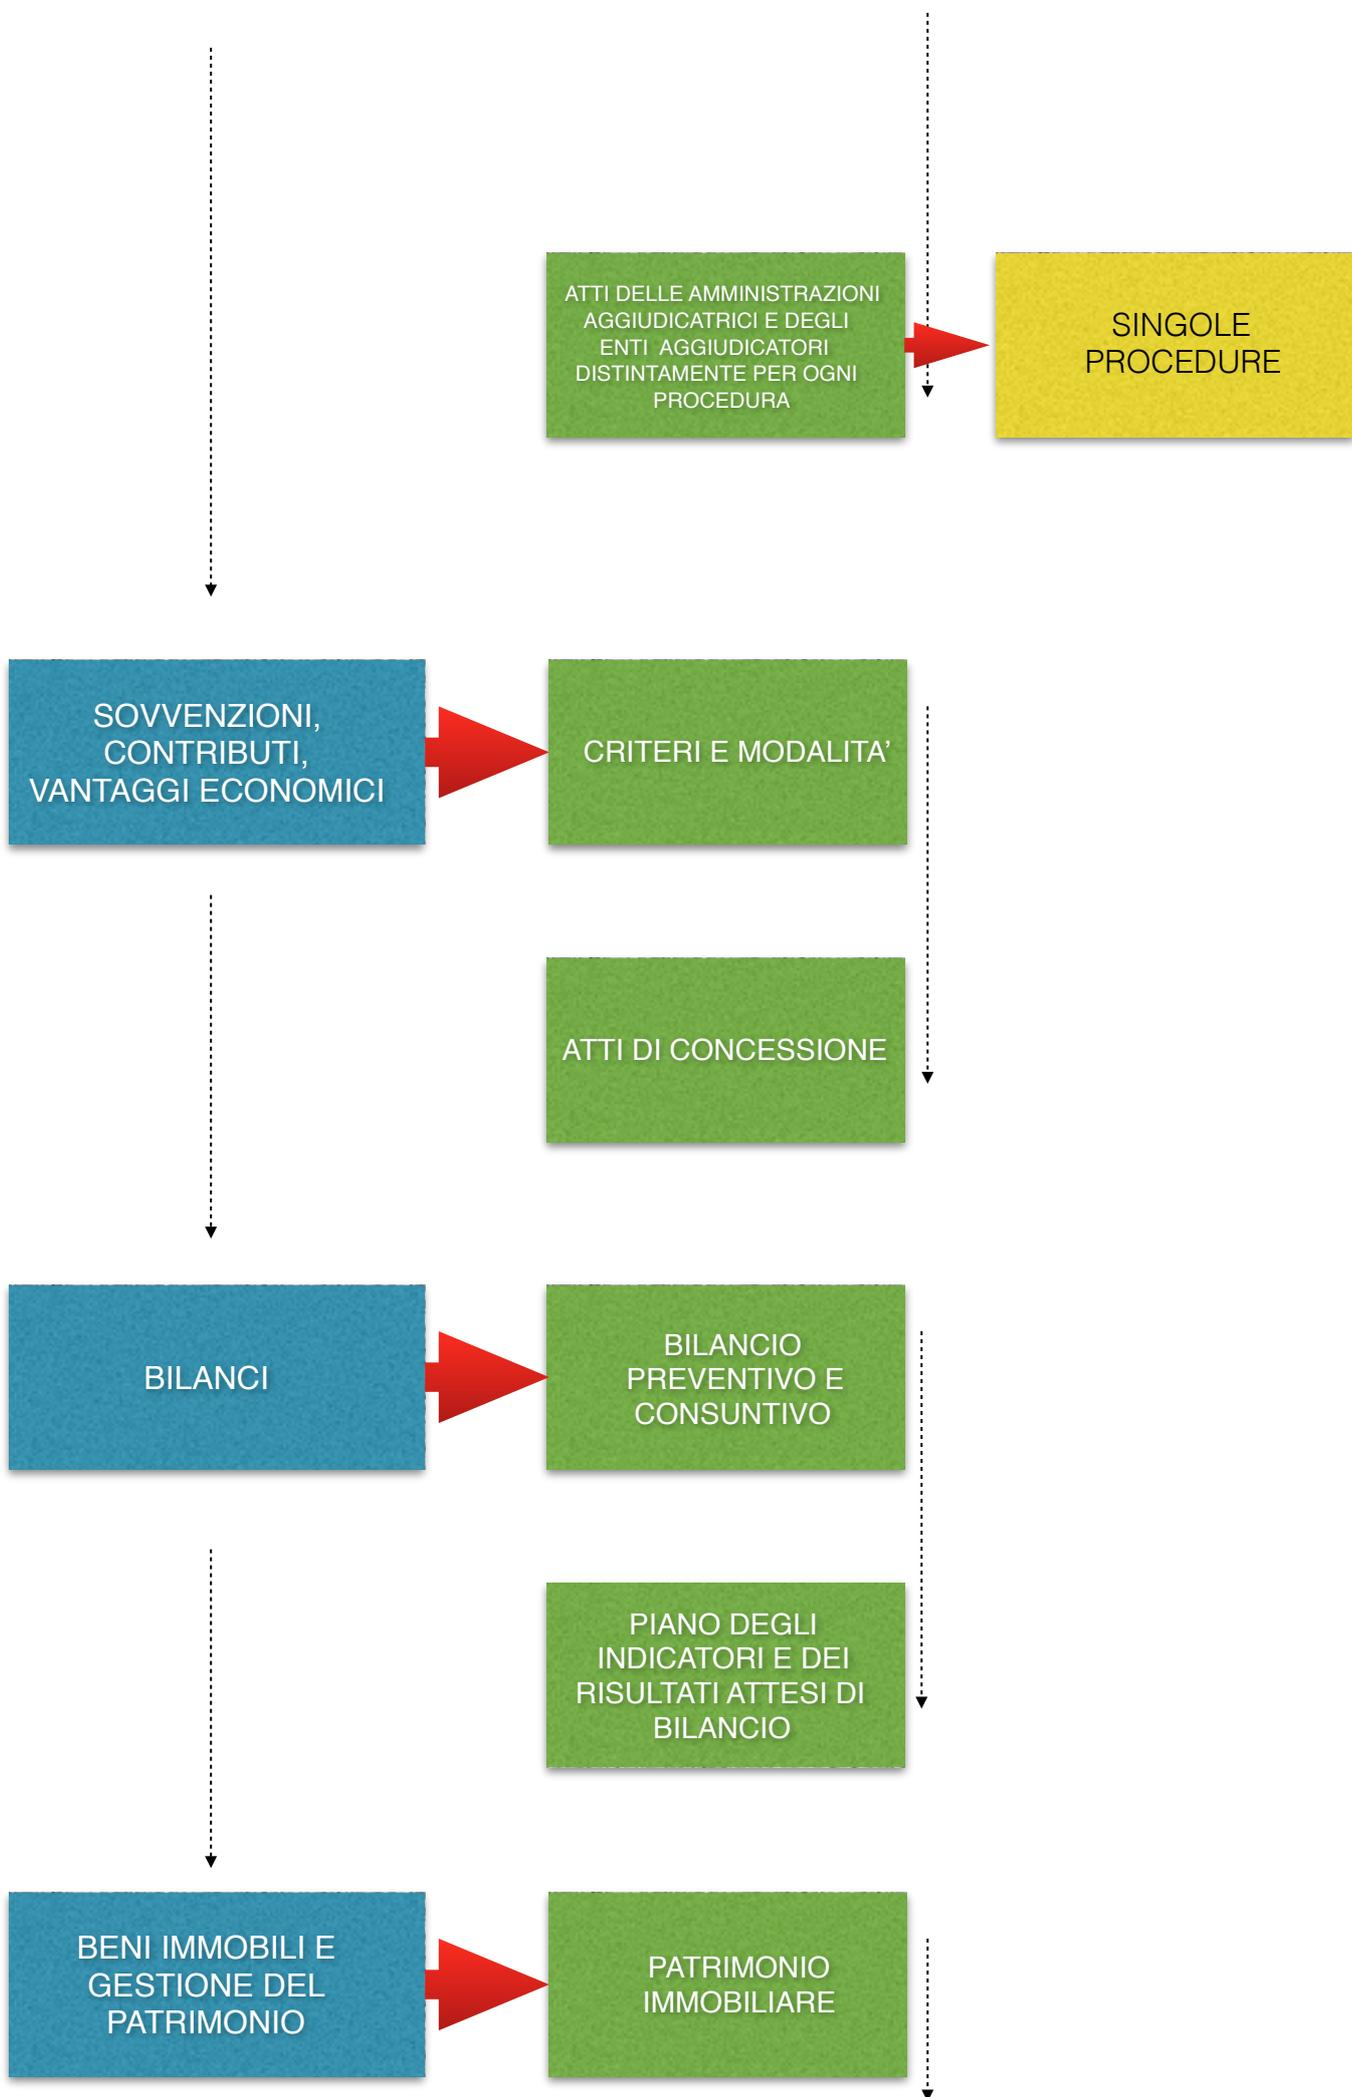 ATTI DELLE AMMINISTRAZIONI
AGGIUDICATRICI E DEGLI
ENTI  AGGIUDICATORI
DISTINTAMENTE PER OGNI
PROCEDURA
SINGOLE
PROCEDURE
SOVVENZIONI,
CONTRIBUTI,
VANTAGGI ECONOMICI
CRITERI E MODALITA’
ATTI DI CONCESSIONE
BILANCI
BILANCIO
PREVENTIVO E
CONSUNTIVO
PIANO DEGLI
INDICATORI E DEI
RISULTATI ATTESI DI
BILANCIO
BENI IMMOBILI E
GESTIONE DEL
PATRIMONIO
PATRIMONIO
IMMOBILIARE